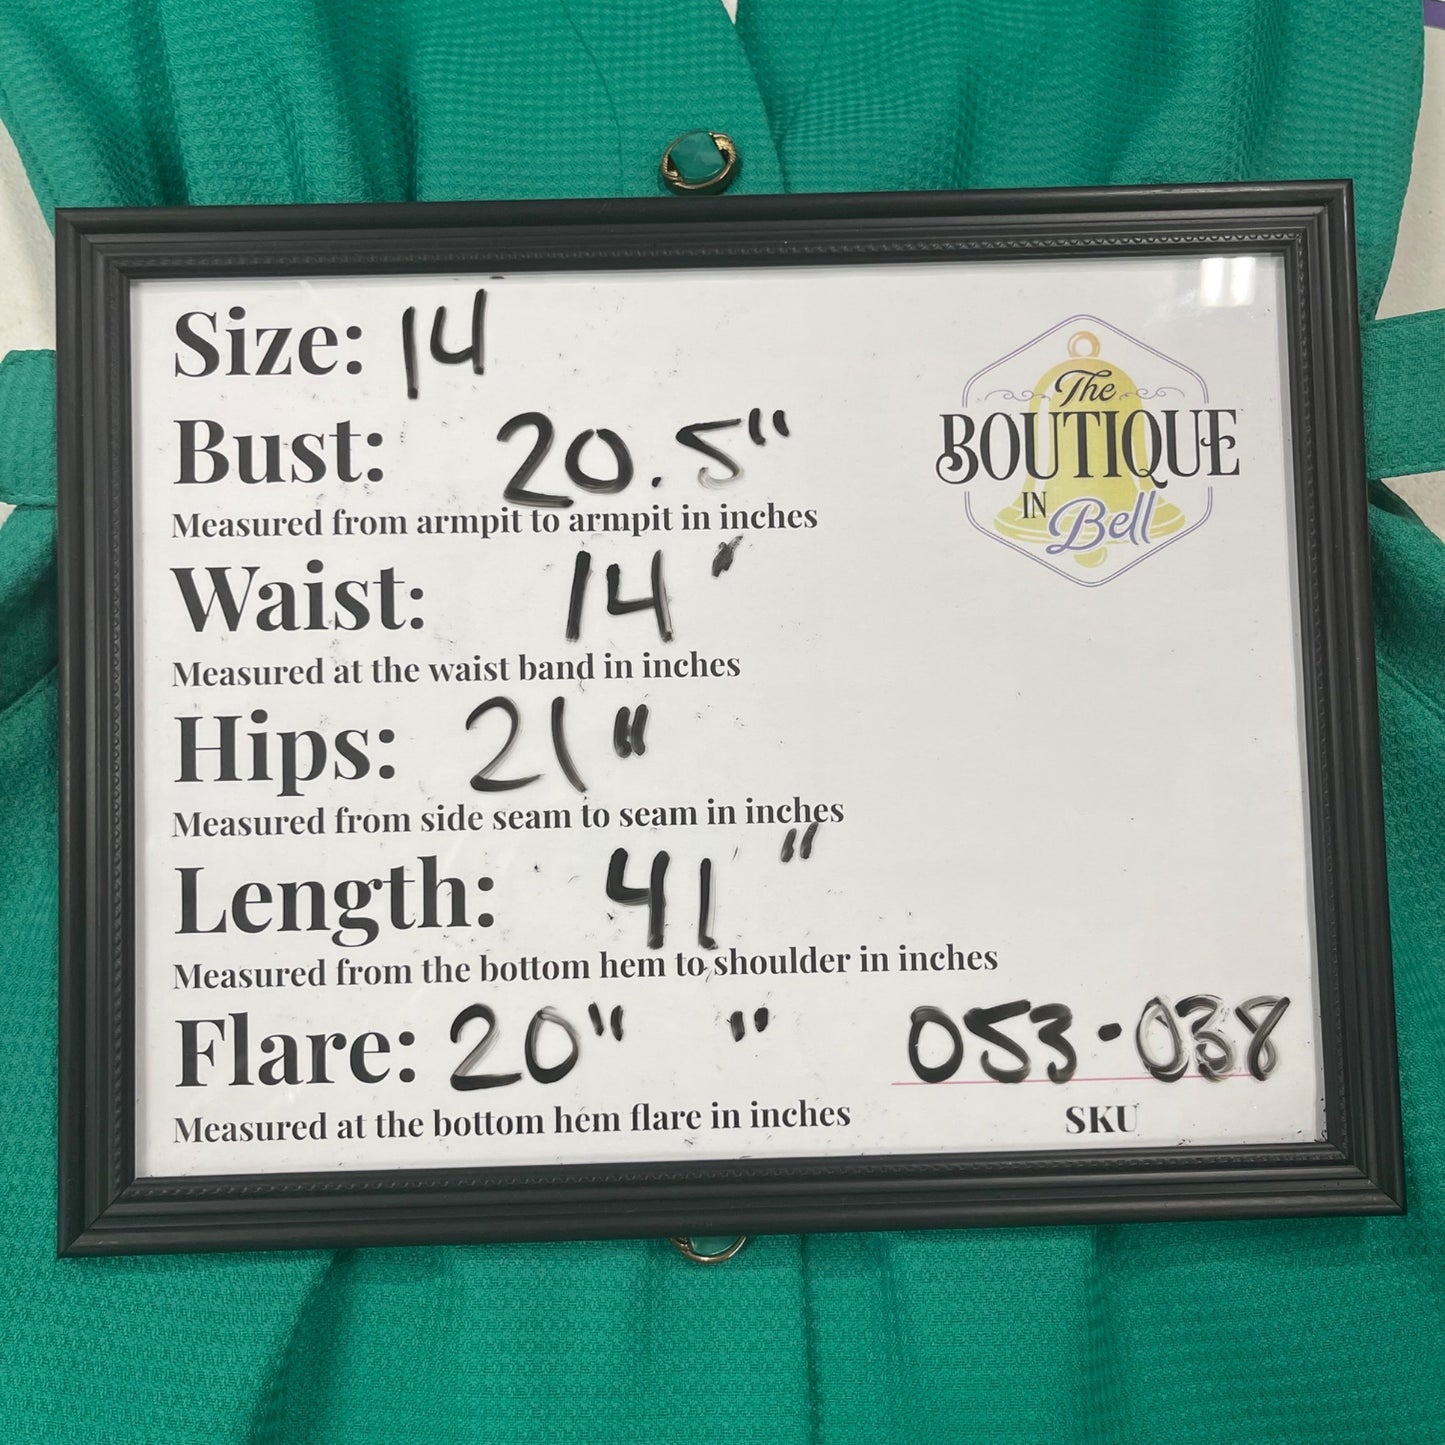 Size: 14
The
BOUTIQUE
IN Bell
Bust: 20.5"
Measured from armpit to armpit in inches
Waist: 14"
Measured at the waist band in inches
Hips: 21"
Measured from side seam to seam in inches
Length: 41"
Measured from the bottom hem to shoulder in inches
Flare: 20" " 053-038
Measured at the bottom hem flare in inches
SKU